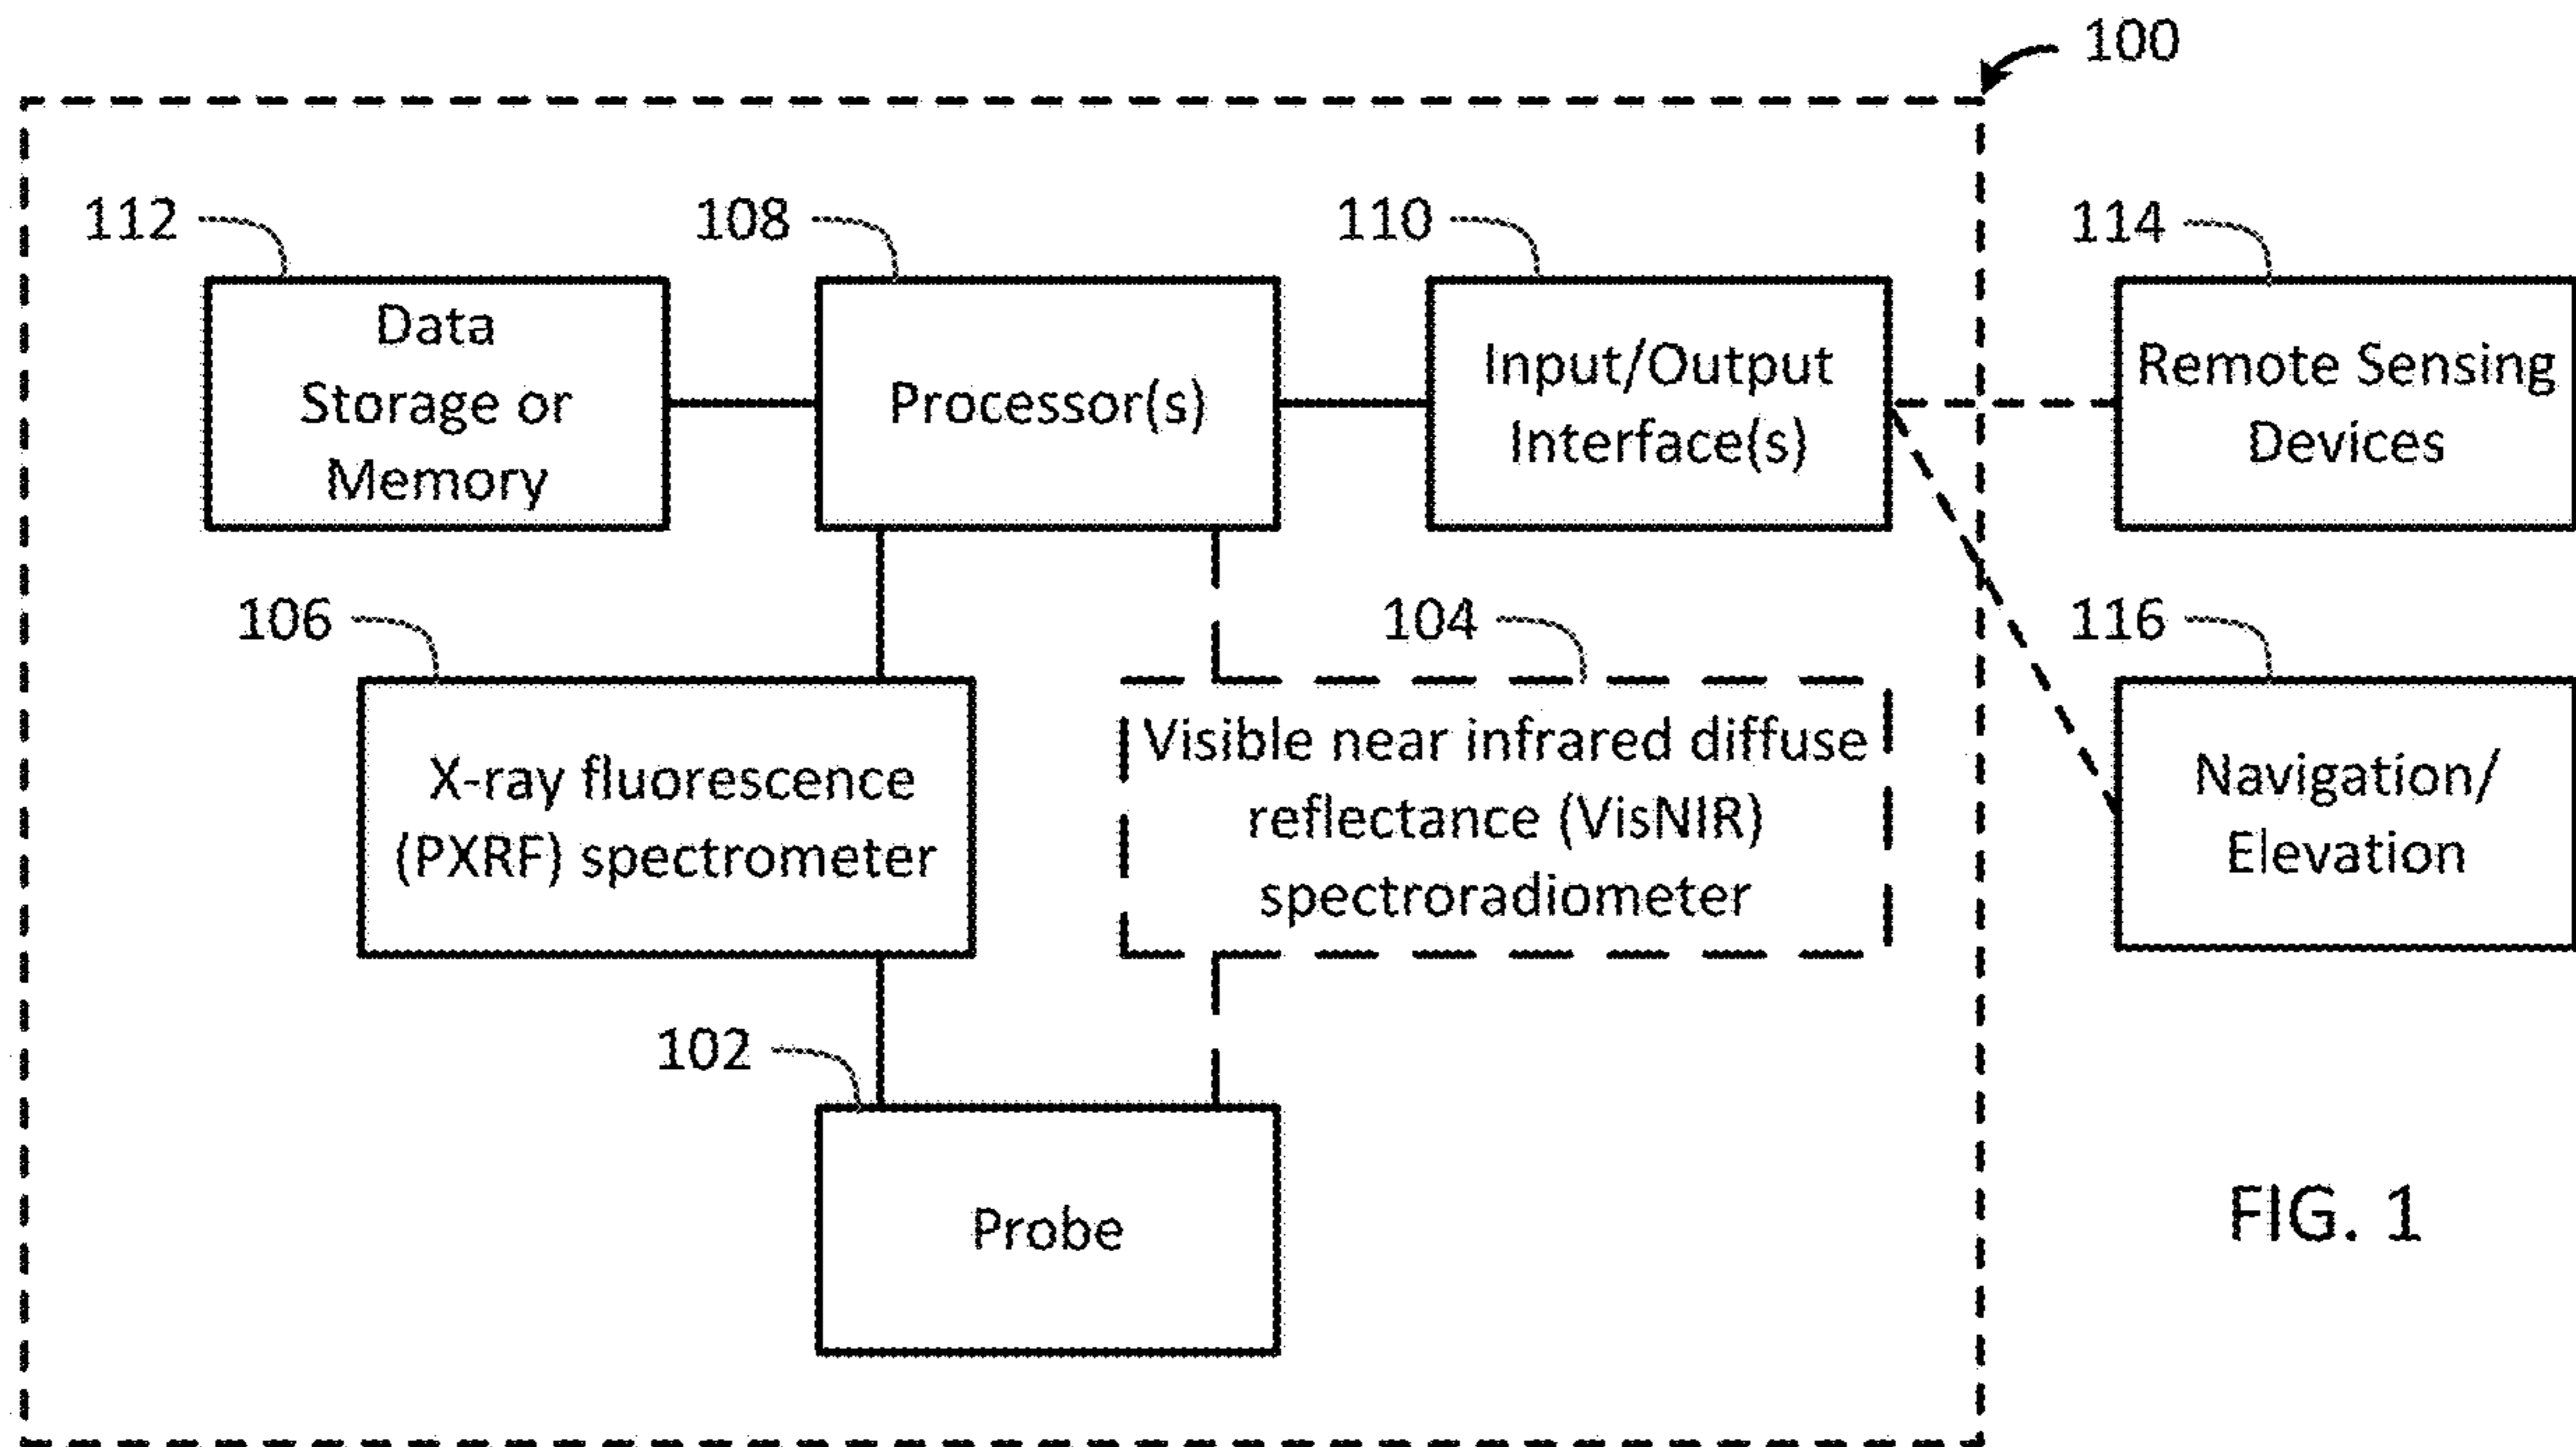 100
112
108
110
114
Data
Storage or
Memory
Processor(s)
Input/Output
Interface(s)
Remote Sensing
Devices
106
104
116
X-ray fluorescence
(PXRF) spectrometer
Visible near infrared diffuse
reflectance (VisNIR)
spectroradiometer
Navigation/
Elevation
102
Probe
FIG. 1